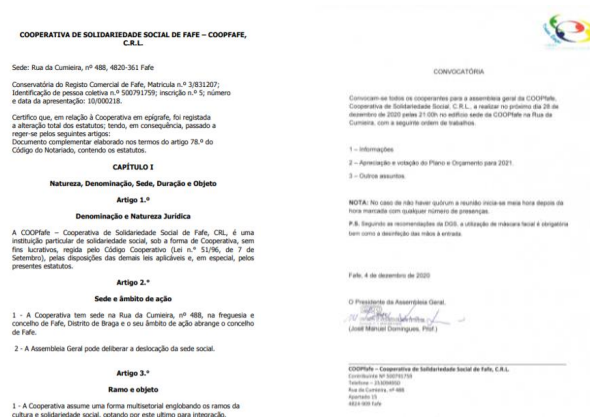 COOPERATIVA DE SOLIDARIEDADE SOCIAL DE FAFE – COOPFAFE,
C.R.L.
Sede: Rua da Cumieira, nº 488, 4820-361 Fafe
Conservatória do Registo Comercial de Fafe, Matricula n.º 3/831207;
Identificação de pessoa coletiva n.º 500791759; inscrição n.º 5; número
e data da apresentação: 10/000218.
Certifico que, em relação à Cooperativa em epígrafe, foi registada
a alteração total dos estatutos; tendo, em consequência, passado a
reger-se pelos seguintes artigos:
Documento complementar elaborado nos termos do artigo 78.º do
Código do Notariado, contendo os estatutos.
CAPÍTULO I
Natureza, Denominação, Sede, Duração e Objeto
Artigo 1.º
Denominação e Natureza Jurídica
A COOPfafe – Cooperativa de Solidariedade Social de Fafe, CRL, é uma
instituição particular de solidariedade social, sob a forma de Cooperativa, sem
fins lucrativos, regida pelo Código Cooperativo (Lei n.º 51/96, de 7 de
Setembro), pelas disposições das demais leis aplicáveis e, em especial, pelos
presentes estatutos.
Artigo 2.º
Sede e âmbito de ação
1 - A Cooperativa tem sede na Rua da Cumieira, nº 488, na freguesia e
concelho de Fafe, Distrito de Braga e o seu âmbito de ação abrange o concelho
de Fafe.
2 - A Assembleia Geral pode deliberar a deslocação da sede social.
Artigo 3.º
Ramo e objeto
1 - A Cooperativa assume uma forma multisetorial englobando os ramos da
cultura e solidariedade social, optando por este ultimo para integração.
CONVOCATÓRIA
Convocam-se todos os cooperantes para a assembleia geral da COOPfafe,
Cooperativa de Solidariedade Social, C.R.L., a realizar no próximo dia 28 de
dezembro de 2020 pelas 21:00h no edifício sede da COOPfafe na Rua da
Cumieira, com a seguinte ordem de trabalhos.
1 – Informações
2 – Apreciação e votação do Plano e Orçamento para 2021.
3 – Outros assuntos.
NOTA: No caso de não haver quórum a reunião inicia-se meia hora depois da
hora marcada com qualquer número de presenças.
P.S. Seguindo as recomendações da DGS, a utilização de máscara facial é obrigatória
bem como a desinfeção das mãos à entrada.
Fafe, 4 de dezembro de 2020
O Presidente da Assembleia Geral,
(José Manuel Domingues, Prof.)
COOPfafe – Cooperativa de Solidariedade Social de Fafe, C.R.L.
Contribuinte Nº 500791759
Telefone – 253094050
Rua da Cumieira, nº 488
Apartado 15
4824-909 Fafe